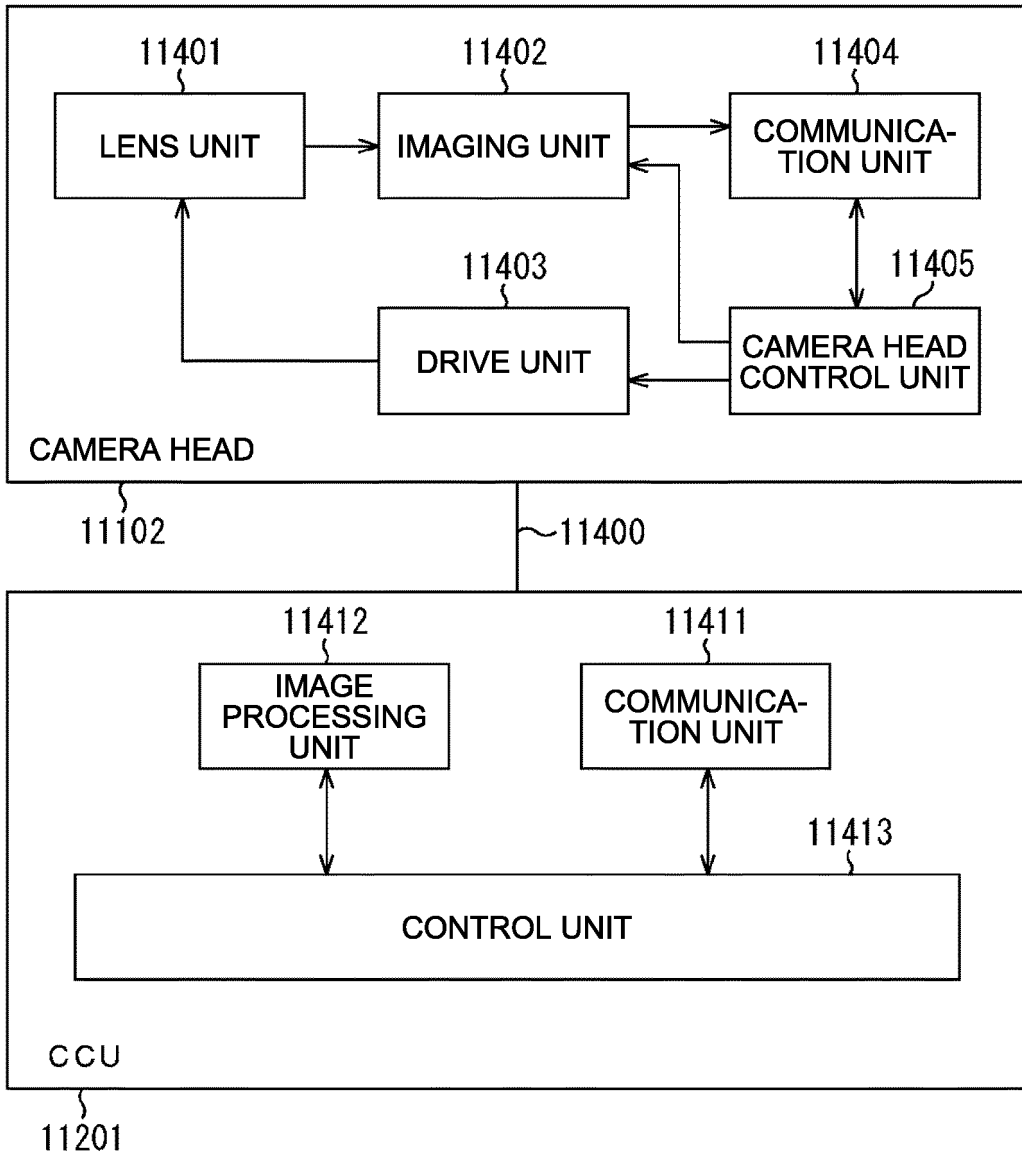 11401
11402
11404
LENS UNIT
IMAGING UNIT
COMMUNICA-
TION UNIT
11403
11405
DRIVE UNIT
CAMERA HEAD
CONTROL UNIT
CAMERA HEAD
11102
11400
11412
11411
IMAGE
PROCESSING
UNIT
COMMUNICA-
TION UNIT
11413
CONTROL UNIT
CCU
11201